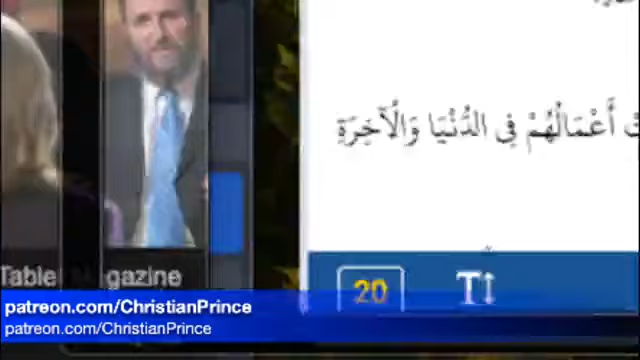 أَعْمَالُهُمْ فِي الدُّنْيَا وَالْآخِرَةِ
Table
gazine
20
T
patreon.com/ChristianPrince
patreon.com/ChristianPrince